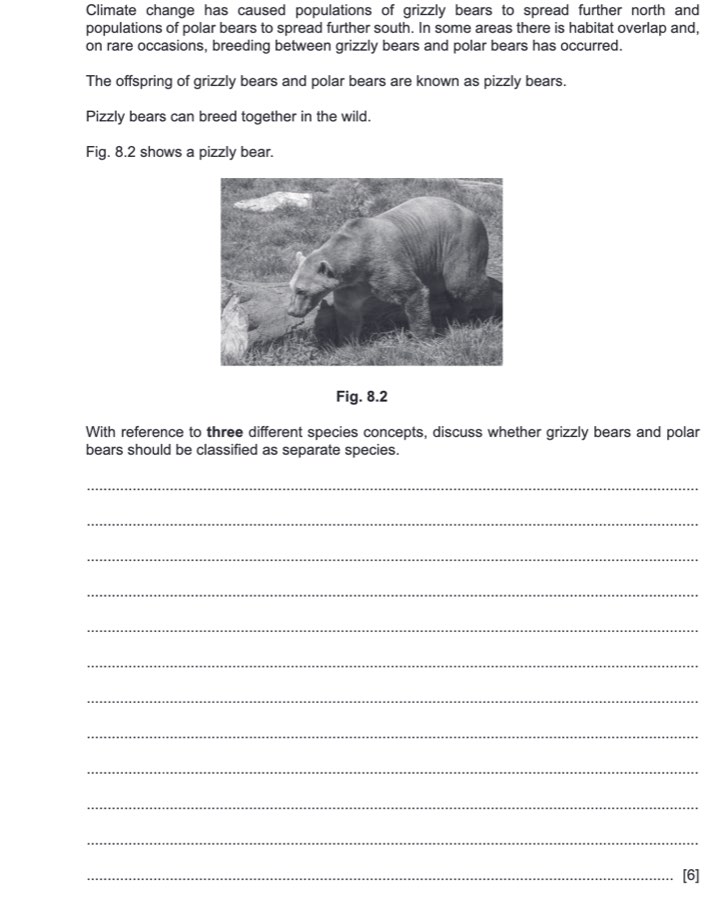 Climate change has caused populations of grizzly bears to spread further north and
populations of polar bears to spread further south. In some areas there is habitat overlap and,
on rare occasions, breeding between grizzly bears and polar bears has occurred.
The offspring of grizzly bears and polar bears are known as pizzly bears.
Pizzly bears can breed together in the wild.
Fig. 8.2 shows a pizzly bear.
Fig. 8.2
With reference to three different species concepts, discuss whether grizzly bears and polar
bears should be classified as separate species.
[6]